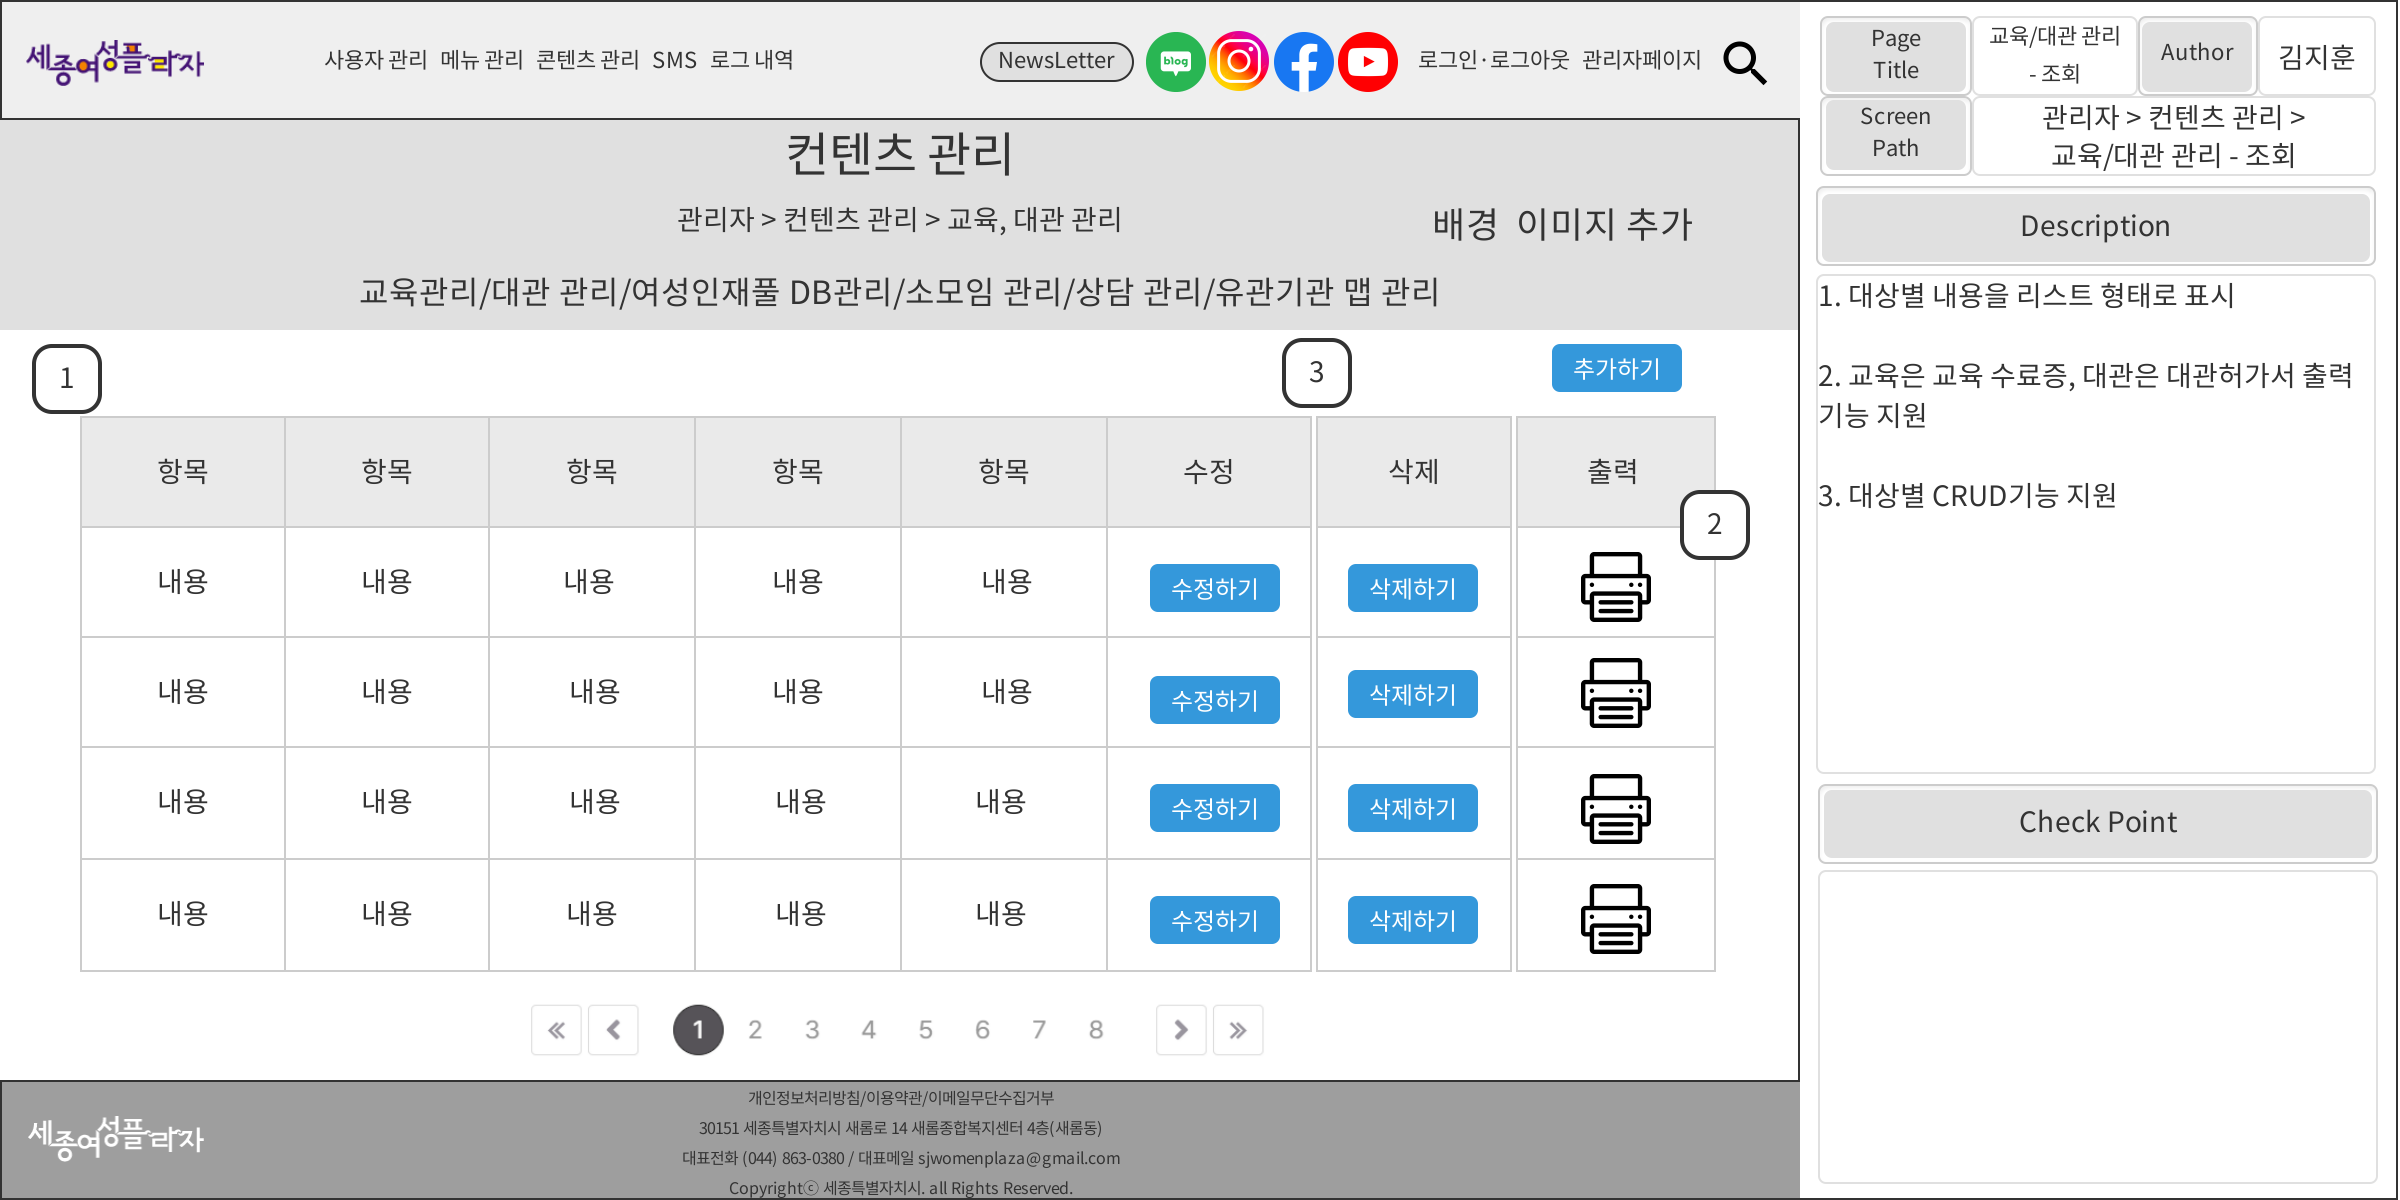 세종여성플라자
사용자 관리 메뉴 관리 콘텐츠 관리 SMS 로그 내역
NewsLetter
blog
로그인·로그아웃 관리자페이지
컨텐츠 관리
관리자 > 컨텐츠 관리 > 교육, 대관 관리
배경 이미지 추가
교육관리/대관 관리/여성인재풀 DB관리/소모임 관리/상담 관리/유관기관 맵 관리
1
3
추가하기
항목 항목 항목 항목 항목 수정 삭제 출력
2
내용 내용 내용 내용 내용 수정하기 삭제하기
내용 내용 내용 내용 내용 수정하기 삭제하기
내용 내용 내용 내용 내용 수정하기 삭제하기
내용 내용 내용 내용 내용 수정하기 삭제하기
« ‹ 1 2 3 4 5 6 7 8 › »
세종여성플라자
개인정보처리방침/이용약관/이메일무단수집거부
30151 세종특별자치시 새롬로 14 새롬종합복지센터 4층(새롬동)
대표전화 (044) 863-0380 / 대표메일 sjwomenplaza@gmail.com
Copyrightⓒ 세종특별자치시. all Rights Reserved.
Page
Title
교육/대관 관리
- 조회
Author
김지훈
Screen
Path
관리자 > 컨텐츠 관리 >
교육/대관 관리 - 조회
Description
1. 대상별 내용을 리스트 형태로 표시
2. 교육은 교육 수료증, 대관은 대관허가서 출력
기능 지원
3. 대상별 CRUD기능 지원
Check Point